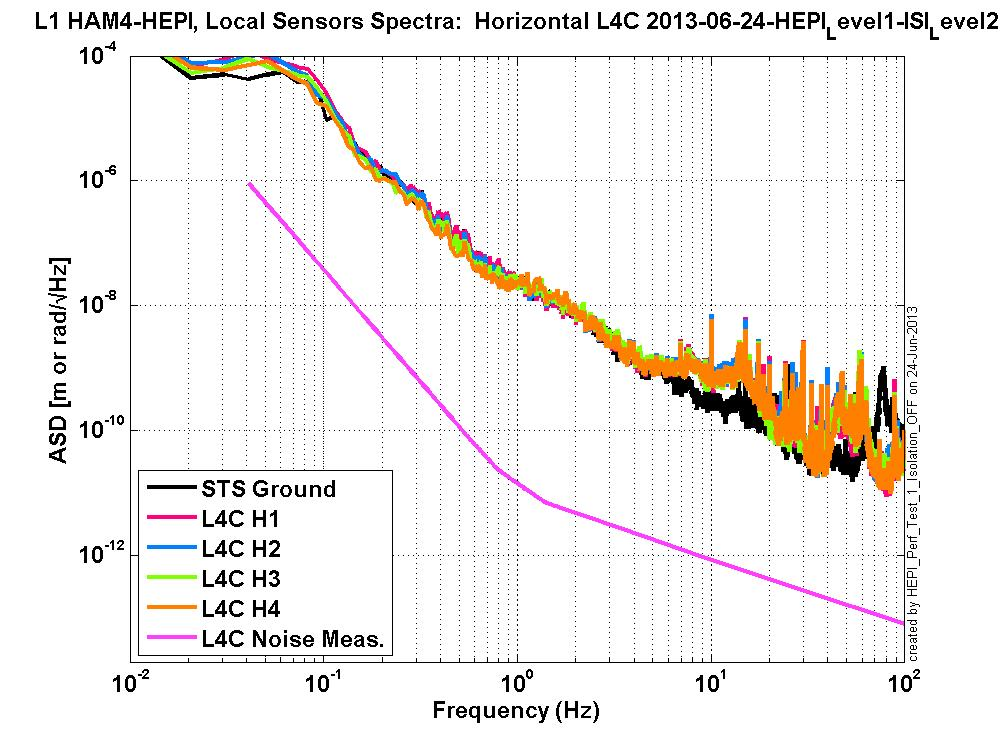 L1 HAM4-HEPI, Local Sensors Spectra: Horizontal L4C 2013-06-24-HEPI_Level1-ISI_Level2
10^-4
10^-6
10^-8
10^-10
10^-12
ASD [m or rad/√/Hz]
STS Ground
L4C H1
L4C H2
L4C H3
L4C H4
L4C Noise Meas.
10^-2
10^-1
10^0
10^1
10^2
Frequency (Hz)
created by HEPI_Perf_Test_1_Isolation_OFF on 24-Jun-2013